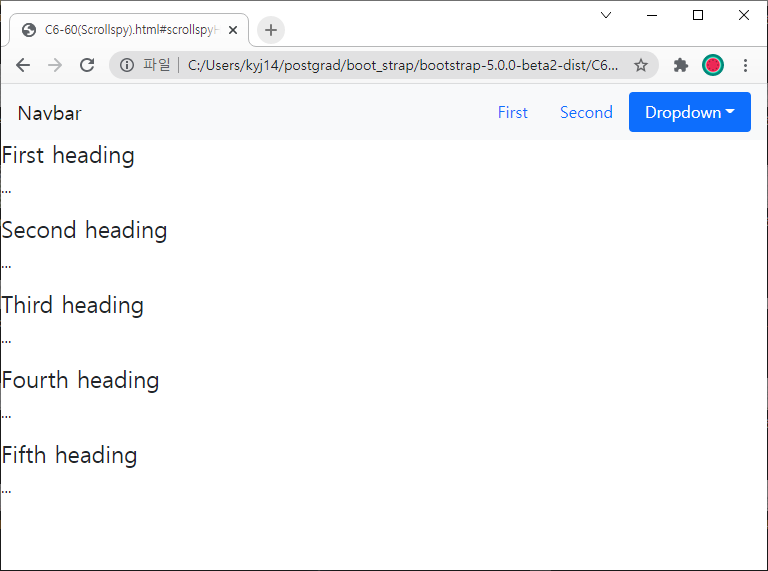 C6-60(Scrollspy).html#scrollspyH
파일 | C:/Users/kyj14/postgrad/boot_strap/bootstrap-5.0.0-beta2-dist/C6...
Navbar First Second Dropdown
First heading
...
Second heading
...
Third heading
...
Fourth heading
...
Fifth heading
...